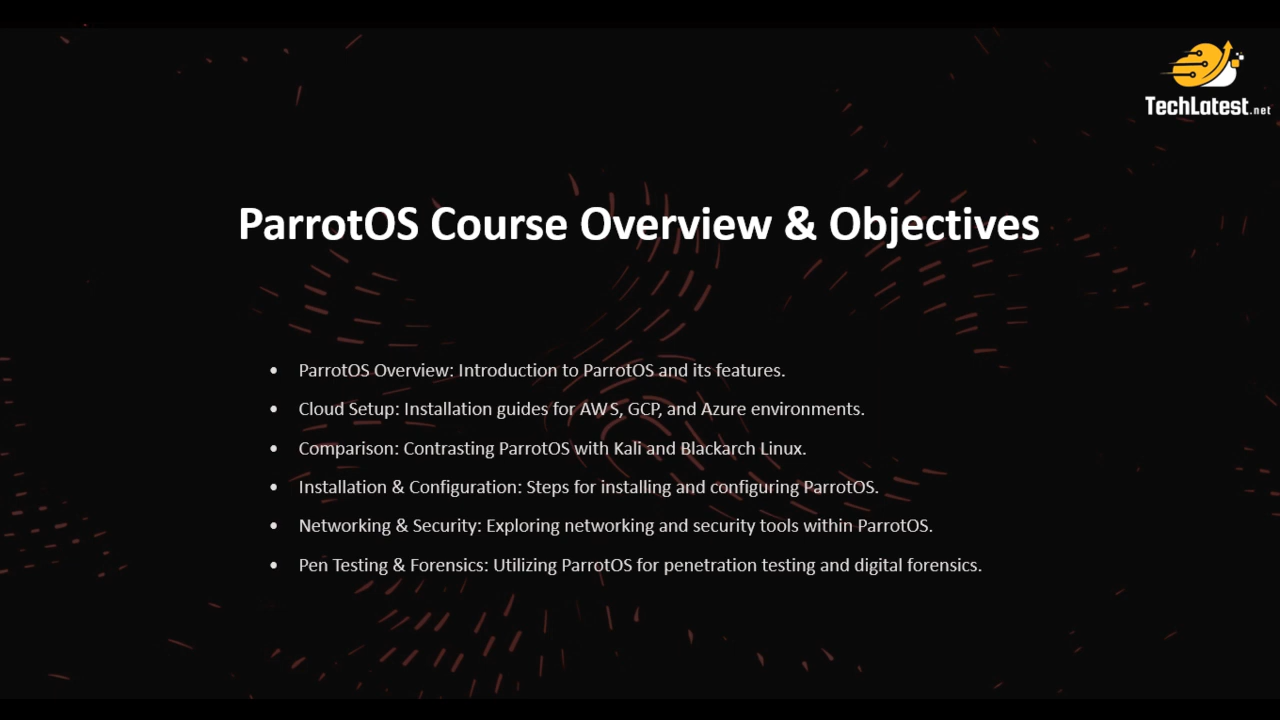 TechLatest.net
ParrotOS Course Overview & Objectives
• ParrotOS Overview: Introduction to ParrotOS and its features.
• Cloud Setup: Installation guides for AWS, GCP, and Azure environments.
• Comparison: Contrasting ParrotOS with Kali and Blackarch Linux.
• Installation & Configuration: Steps for installing and configuring ParrotOS.
• Networking & Security: Exploring networking and security tools within ParrotOS.
• Pen Testing & Forensics: Utilizing ParrotOS for penetration testing and digital forensics.